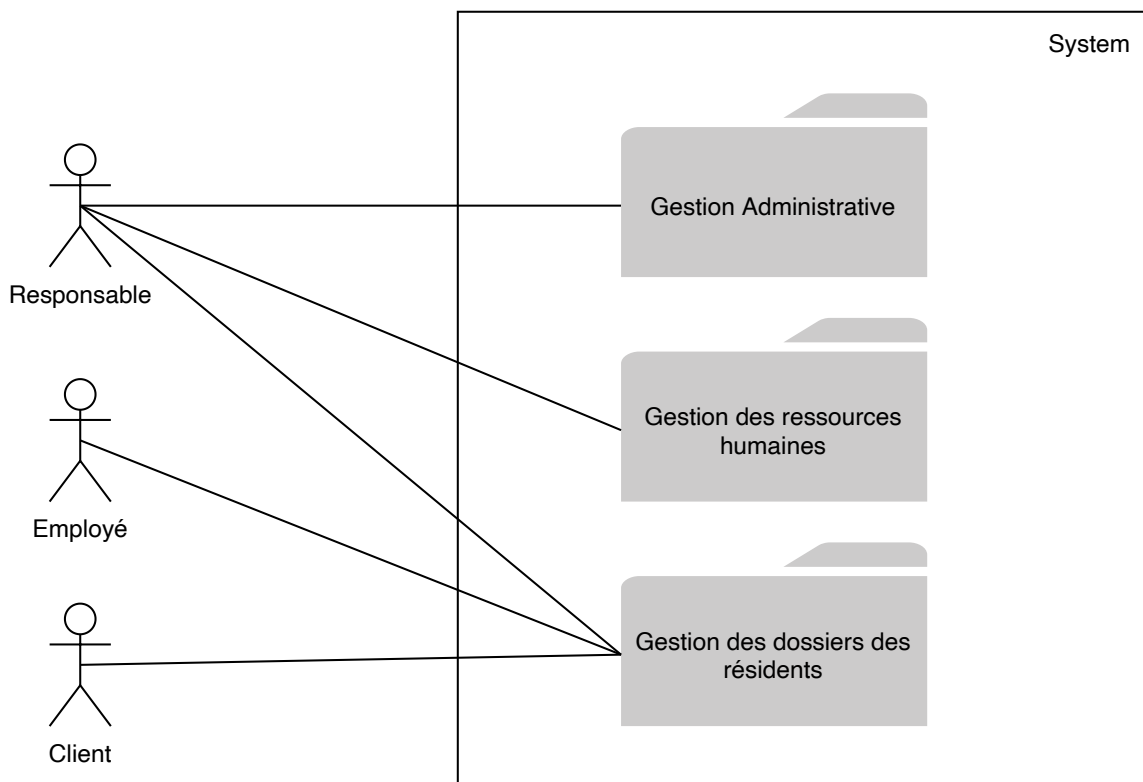 System
Gestion Administrative
Responsable
Gestion des ressources
humaines
Employé
Gestion des dossiers des
résidents
Client